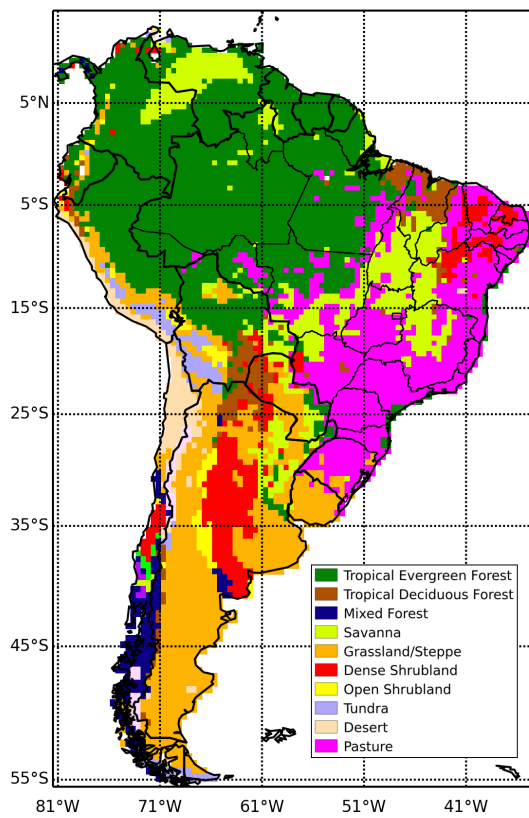 5°N
5°S
15°S
25°S
35°S
45°S
55°S
Tropical Evergreen Forest
Tropical Deciduous Forest
Mixed Forest
Savanna
Grassland/Steppe
Dense Shrubland
Open Shrubland
Tundra
Desert
Pasture
81°W 71°W 61°W 51°W 41°W